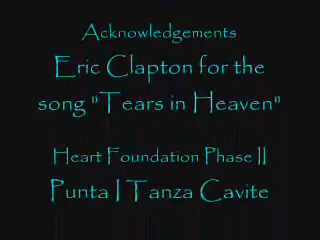 Acknowledgements
Eric Clapton for the
song "Tears in Heaven"
Heart Foundation Phase II
Punta I Tanza Cavite